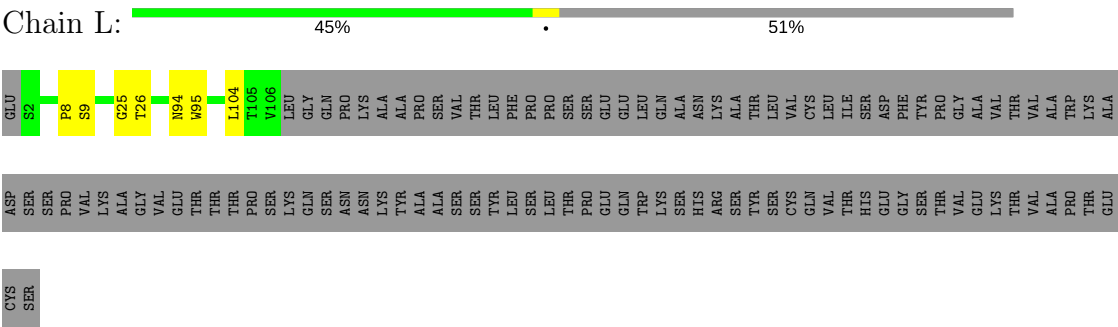 Chain L:
45% • 51%
GLU S2 P8 S9 G25 T26 N94 W95 L104 T105 V106 LEU GLY GLN PRO LYS ALA ALA PRO SER VAL THR LEU PHE PRO PRO SER SER GLU GLU LEU GLN ALA ASN LYS ALA THR LEU VAL CYS LEU ILE SER ASP PHE TYR PRO GLY ALA VAL THR VAL ALA TRP LYS ALA
ASP SER SER PRO VAL LYS ALA GLY VAL GLU THR THR THR PRO SER LYS GLN SER ASN ASN LYS TYR ALA ALA SER SER TYR LEU SER LEU THR PRO GLU GLN TRP LYS SER HIS ARG SER TYR SER CYS GLN VAL THR HIS GLU GLY SER THR VAL GLU LYS THR VAL ALA PRO THR GLU
CYS SER